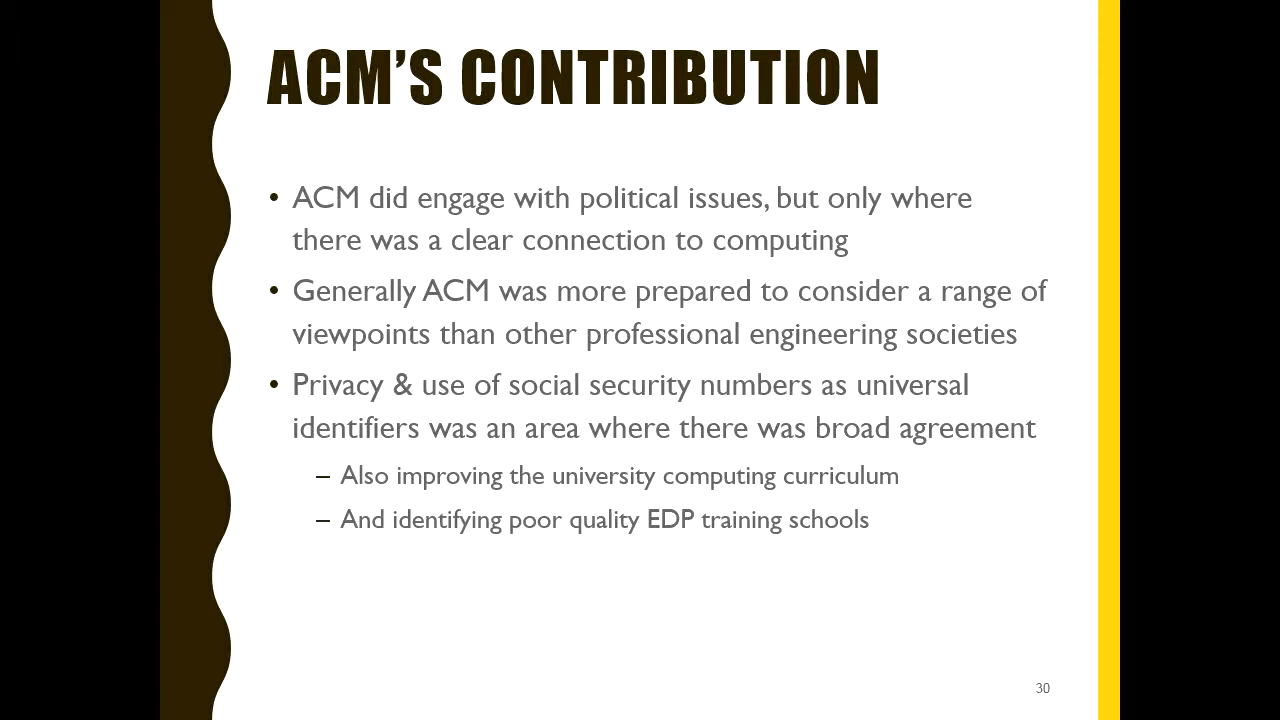 ACM’S CONTRIBUTION
• ACM did engage with political issues, but only where
there was a clear connection to computing
• Generally ACM was more prepared to consider a range of
viewpoints than other professional engineering societies
• Privacy & use of social security numbers as universal
identifiers was an area where there was broad agreement
– Also improving the university computing curriculum
– And identifying poor quality EDP training schools
30